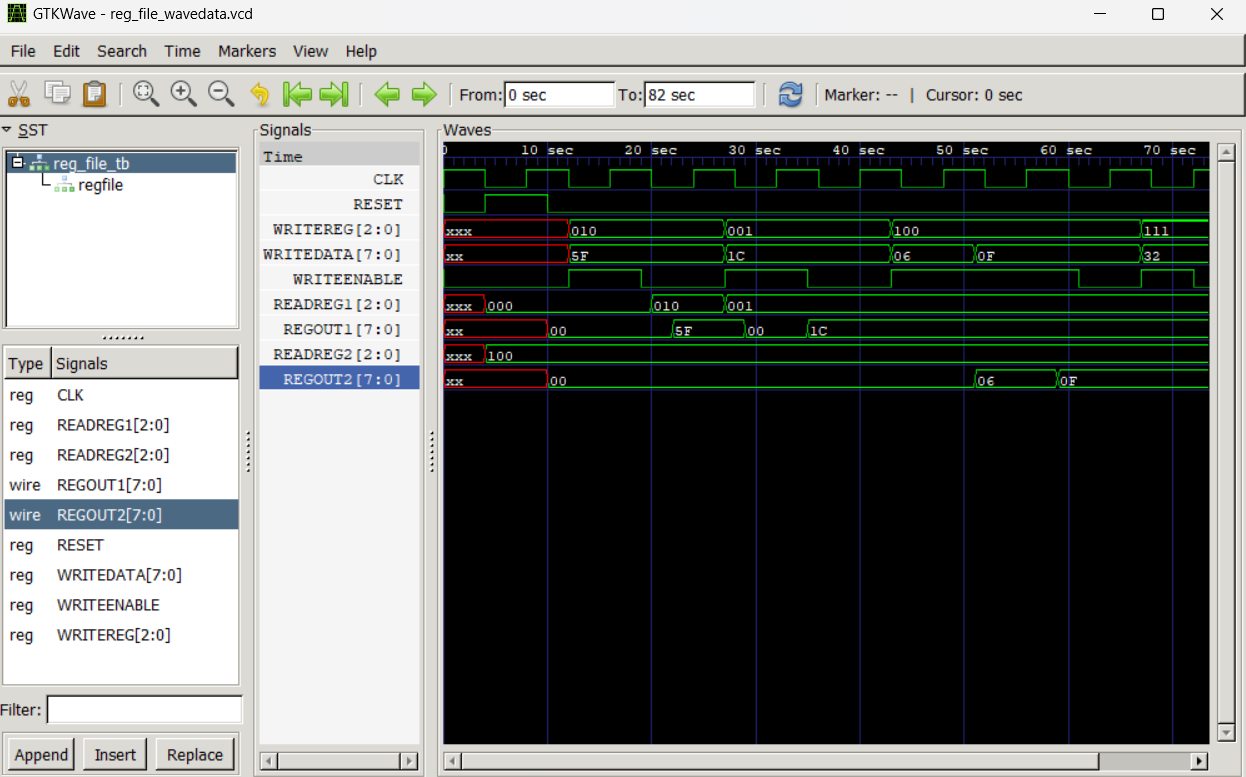 GTKWave - reg_file_wavedata.vcd
File Edit Search Time Markers View Help
From: 0 sec To: 82 sec Marker: -- | Cursor: 0 sec
SST
reg_file_tb
regfile
Type Signals
reg CLK
reg READREG1[2:0]
reg READREG2[2:0]
wire REGOUT1[7:0]
wire REGOUT2[7:0]
reg RESET
reg WRITEDATA[7:0]
reg WRITEENABLE
reg WRITEREG[2:0]
Filter:
Append Insert Replace
Signals
Time
CLK
RESET
WRITEREG[2:0]
WRITEDATA[7:0]
WRITEENABLE
READREG1[2:0]
REGOUT1[7:0]
READREG2[2:0]
REGOUT2[7:0]
Waves
0 10 sec 20 sec 30 sec 40 sec 50 sec 60 sec 70 sec
xxx 010 001 100 111
xx 5F 1C 06 0F 32
xxx 000 010 001
xx 00 5F 00 1C
xxx 100
xx 00 06 0F